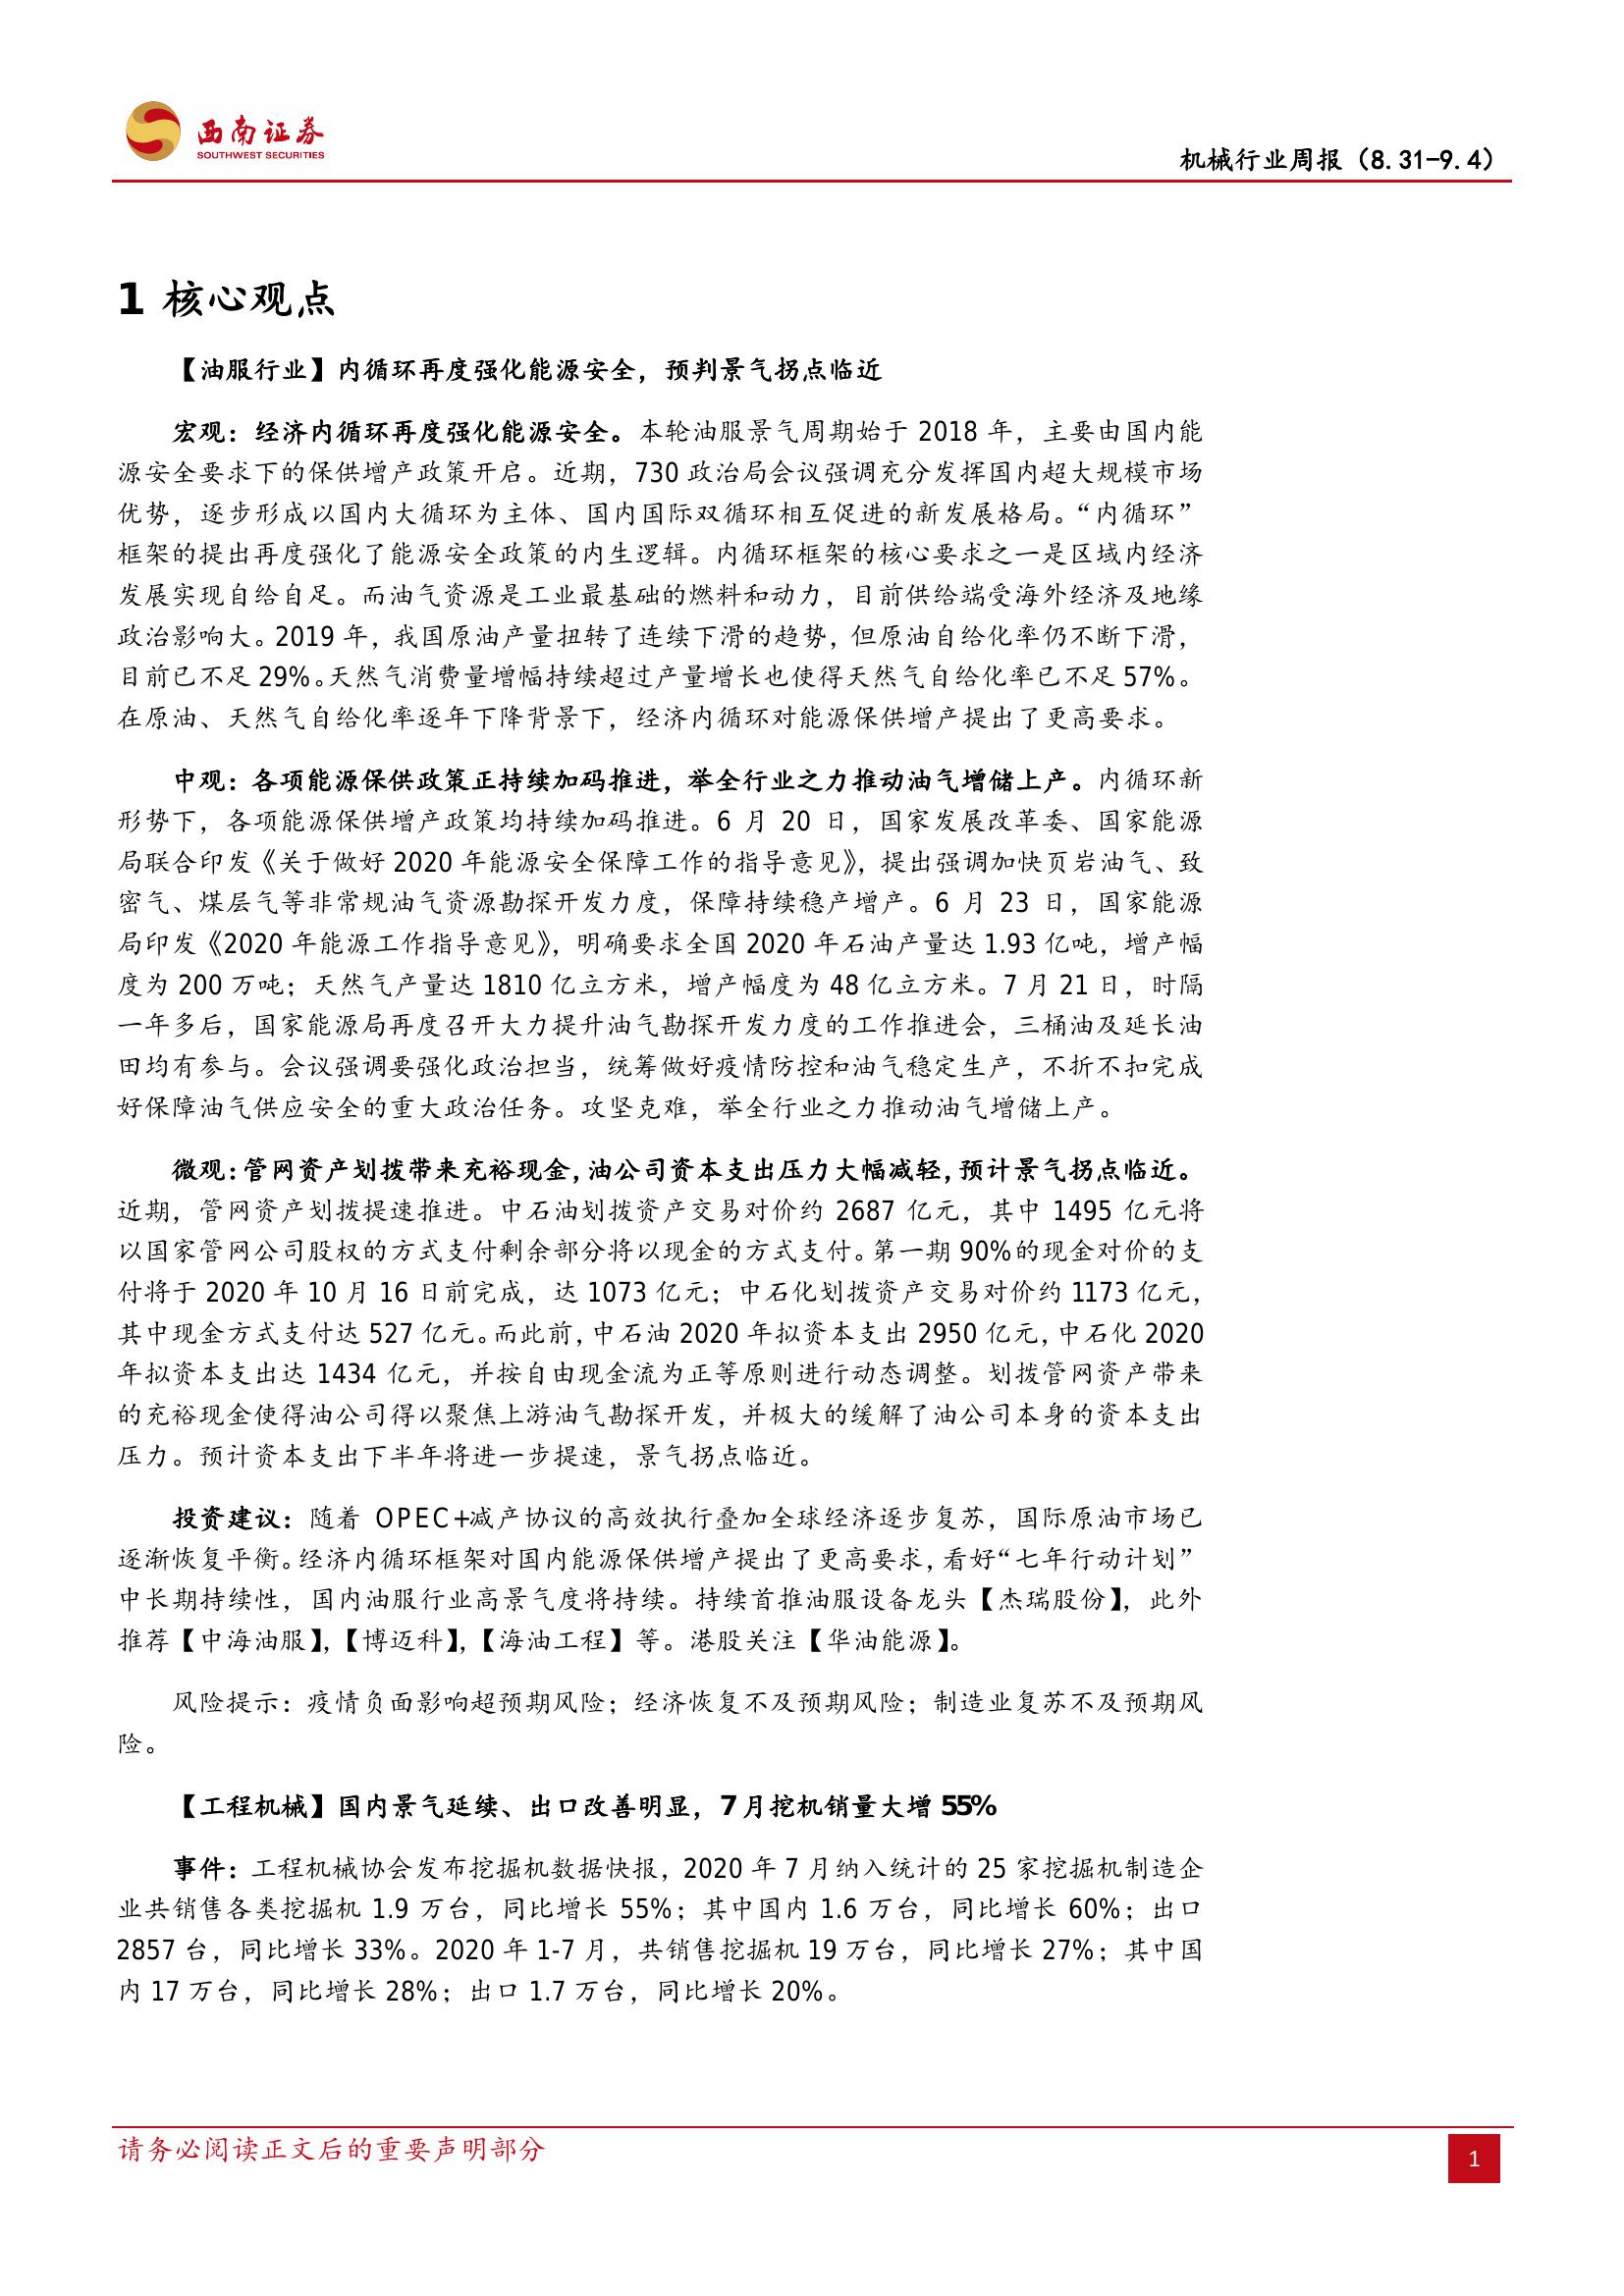 西南证券
SOUTHWEST SECURITIES
机械行业周报（8.31-9.4）
1 核心观点
【油服行业】内循环再度强化能源安全，预判景气拐点临近
宏观：经济内循环再度强化能源安全。本轮油服景气周期始于 2018 年，主要由国内能
源安全要求下的保供增产政策开启。近期，730 政治局会议强调充分发挥国内超大规模市场
优势，逐步形成以国内大循环为主体、国内国际双循环相互促进的新发展格局。“内循环”
框架的提出再度强化了能源安全政策的内生逻辑。内循环框架的核心要求之一是区域内经济
发展实现自给自足。而油气资源是工业最基础的燃料和动力，目前供给端受海外经济及地缘
政治影响大。2019 年，我国原油产量扭转了连续下滑的趋势，但原油自给化率仍不断下滑，
目前已不足 29%。天然气消费量增幅持续超过产量增长也使得天然气自给化率已不足 57%。
在原油、天然气自给化率逐年下降背景下，经济内循环对能源保供增产提出了更高要求。
中观：各项能源保供政策正持续加码推进，举全行业之力推动油气增储上产。内循环新
形势下，各项能源保供增产政策均持续加码推进。6 月 20 日，国家发展改革委、国家能源
局联合印发《关于做好 2020 年能源安全保障工作的指导意见》，提出强调加快页岩油气、致
密气、煤层气等非常规油气资源勘探开发力度，保障持续稳产增产。6 月 23 日，国家能源
局印发《2020 年能源工作指导意见》，明确要求全国 2020 年石油产量达 1.93 亿吨，增产幅
度为 200 万吨；天然气产量达 1810 亿立方米，增产幅度为 48 亿立方米。7 月 21 日，时隔
一年多后，国家能源局再度召开大力提升油气勘探开发力度的工作推进会，三桶油及延长油
田均有参与。会议强调要强化政治担当，统筹做好疫情防控和油气稳定生产，不折不扣完成
好保障油气供应安全的重大政治任务。攻坚克难，举全行业之力推动油气增储上产。
微观：管网资产划拨带来充裕现金，油公司资本支出压力大幅减轻，预计景气拐点临近。
近期，管网资产划拨提速推进。中石油划拨资产交易对价约 2687 亿元，其中 1495 亿元将
以国家管网公司股权的方式支付剩余部分将以现金的方式支付。第一期 90%的现金对价的支
付将于 2020 年 10 月 16 日前完成，达 1073 亿元；中石化划拨资产交易对价约 1173 亿元，
其中现金方式支付达 527 亿元。而此前，中石油 2020 年拟资本支出 2950 亿元，中石化 2020
年拟资本支出达 1434 亿元，并按自由现金流为正等原则进行动态调整。划拨管网资产带来
的充裕现金使得油公司得以聚焦上游油气勘探开发，并极大的缓解了油公司本身的资本支出
压力。预计资本支出下半年将进一步提速，景气拐点临近。
投资建议：随着 OPEC+减产协议的高效执行叠加全球经济逐步复苏，国际原油市场已
逐渐恢复平衡。经济内循环框架对国内能源保供增产提出了更高要求，看好“七年行动计划”
中长期持续性，国内油服行业高景气度将持续。持续首推油服设备龙头【杰瑞股份】，此外
推荐【中海油服】，【博迈科】，【海油工程】等。港股关注【华油能源】。
风险提示：疫情负面影响超预期风险；经济恢复不及预期风险；制造业复苏不及预期风
险。
【工程机械】国内景气延续、出口改善明显，7 月挖机销量大增 55%
事件：工程机械协会发布挖掘机数据快报，2020 年 7 月纳入统计的 25 家挖掘机制造企
业共销售各类挖掘机 1.9 万台，同比增长 55%；其中国内 1.6 万台，同比增长 60%；出口
2857 台，同比增长 33%。2020 年 1-7 月，共销售挖掘机 19 万台，同比增长 27%；其中国
内 17 万台，同比增长 28%；出口 1.7 万台，同比增长 20%。
请务必阅读正文后的重要声明部分
1